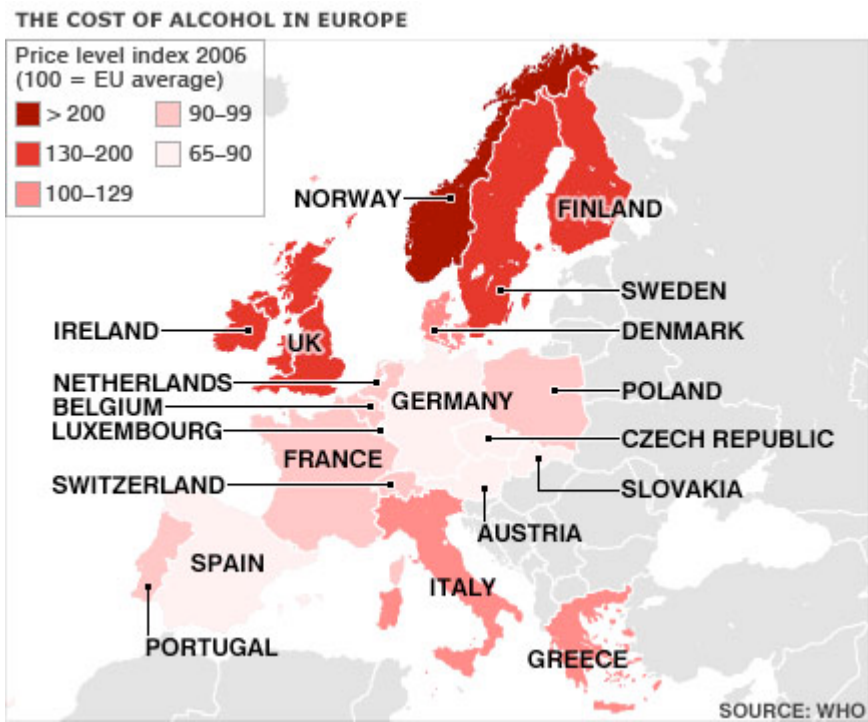 THE COST OF ALCOHOL IN EUROPE
Price level index 2006
(100 = EU average)
> 200
90–99
130–200
65–90
100–129
NORWAY
FINLAND
SWEDEN
IRELAND
UK
DENMARK
NETHERLANDS
GERMANY
POLAND
BELGIUM
LUXEMBOURG
CZECH REPUBLIC
FRANCE
SWITZERLAND
SLOVAKIA
AUSTRIA
SPAIN
ITALY
PORTUGAL
GREECE
SOURCE: WHO